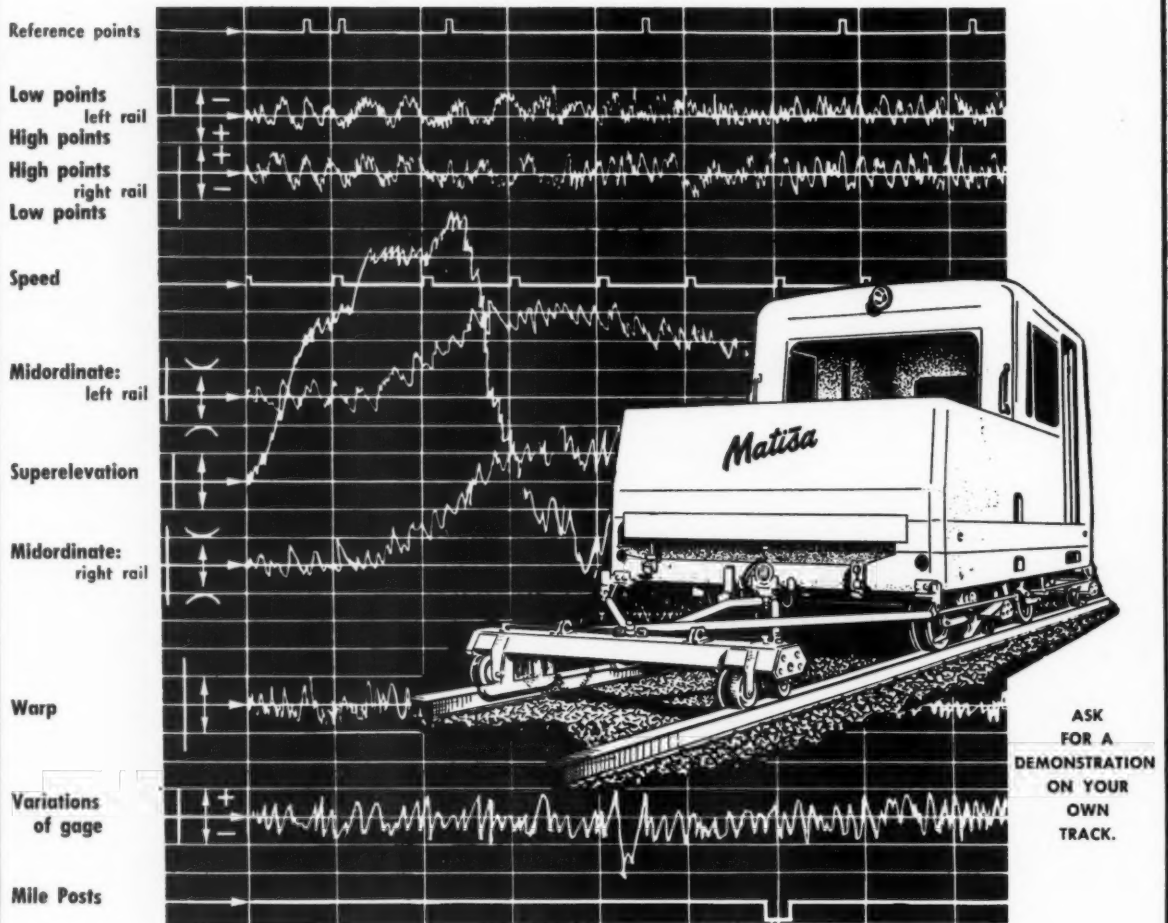 Reference points
Low points
left rail
High points
High points
right rail
Low points
Speed
Midordinate:
left rail
Superelevation
Midordinate:
right rail
Warp
Variations
of gage
Mile Posts
+
+
-
-
+
-
Matisa
ASK
FOR A
DEMONSTRATION
ON YOUR
OWN
TRACK.